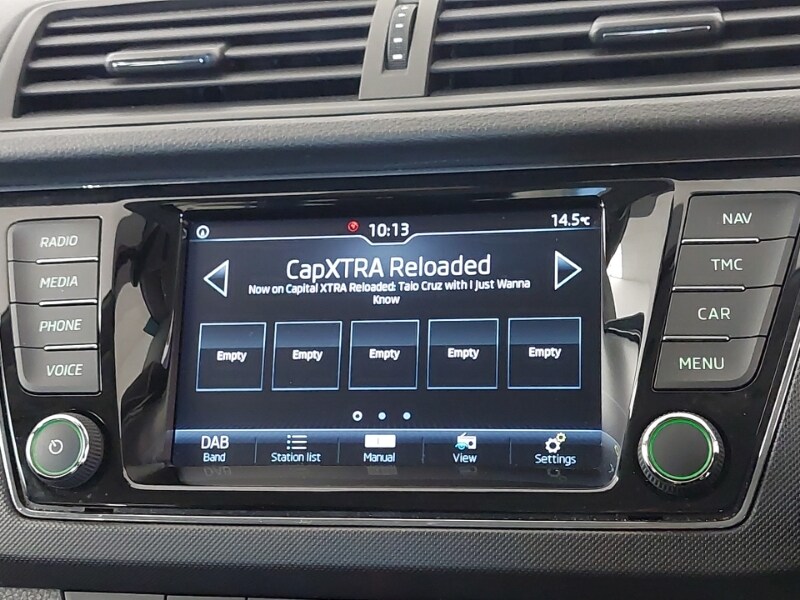 RADIO
MEDIA
PHONE
VOICE
10:13
14.5°C
CapXTRA Reloaded
Now on Capital XTRA Reloaded: Taio Cruz with I Just Wanna
Know
Empty Empty Empty Empty Empty
DAB
Band Station list Manual View Settings
NAV
TMC
CAR
MENU